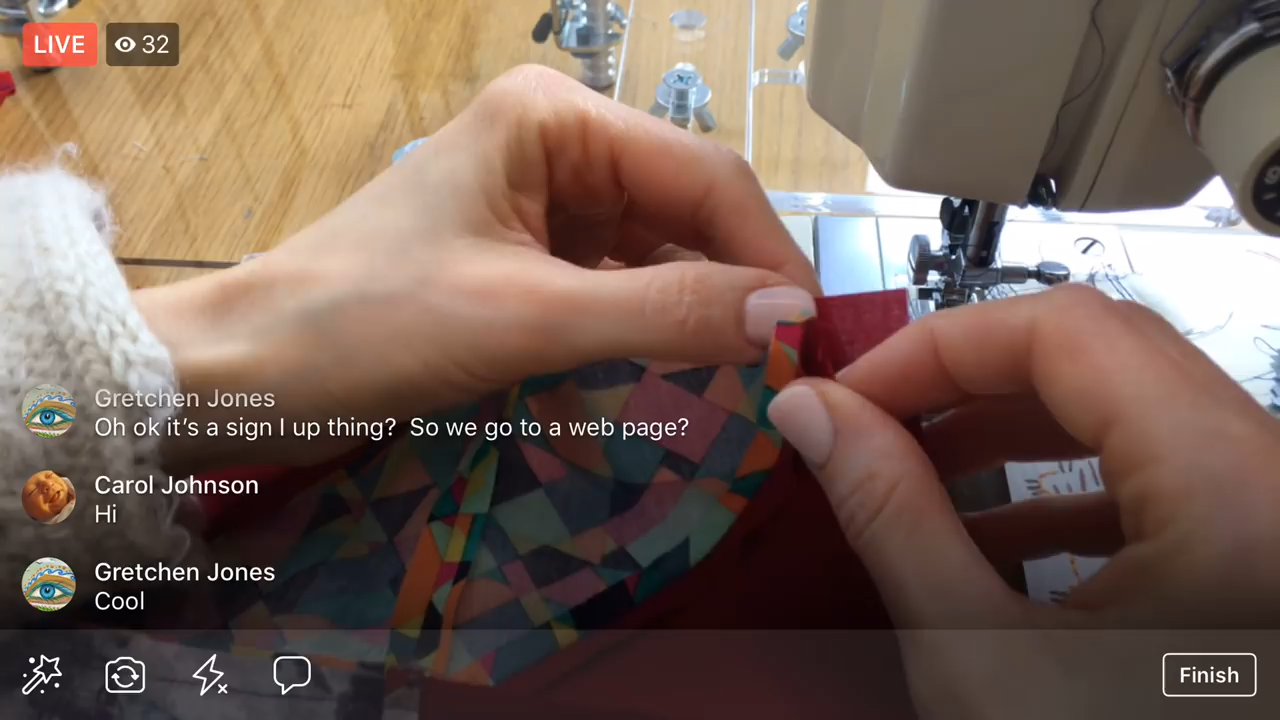 LIVE 32
Gretchen Jones
Oh ok it's a sign I up thing?  So we go to a web page?
Carol Johnson
Hi
Gretchen Jones
Cool
Finish